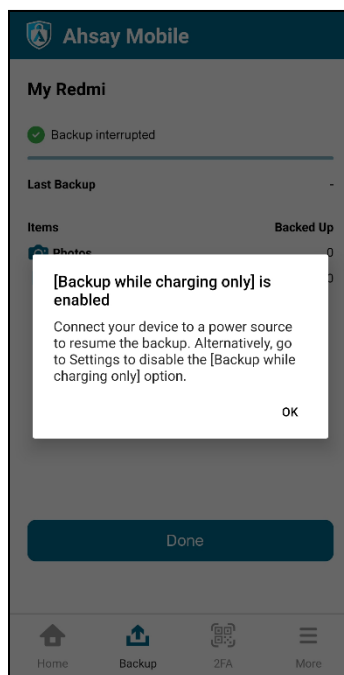 Ahsay Mobile
My Redmi
Backup interrupted
Last Backup -
Items Backed Up
Photos 0
0
[Backup while charging only] is
enabled
Connect your device to a power source
to resume the backup. Alternatively, go
to Settings to disable the [Backup while
charging only] option.
OK
Done
Home Backup 2FA More